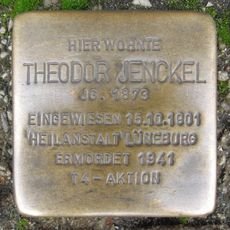 HIER WOHNTE
THEODOR JENCKEL
JG. 1873
EINGEWIESEN 15.10.1901
HEILANSTALT LÜNEBURG
ERMORDET 1941
T4-AKTION